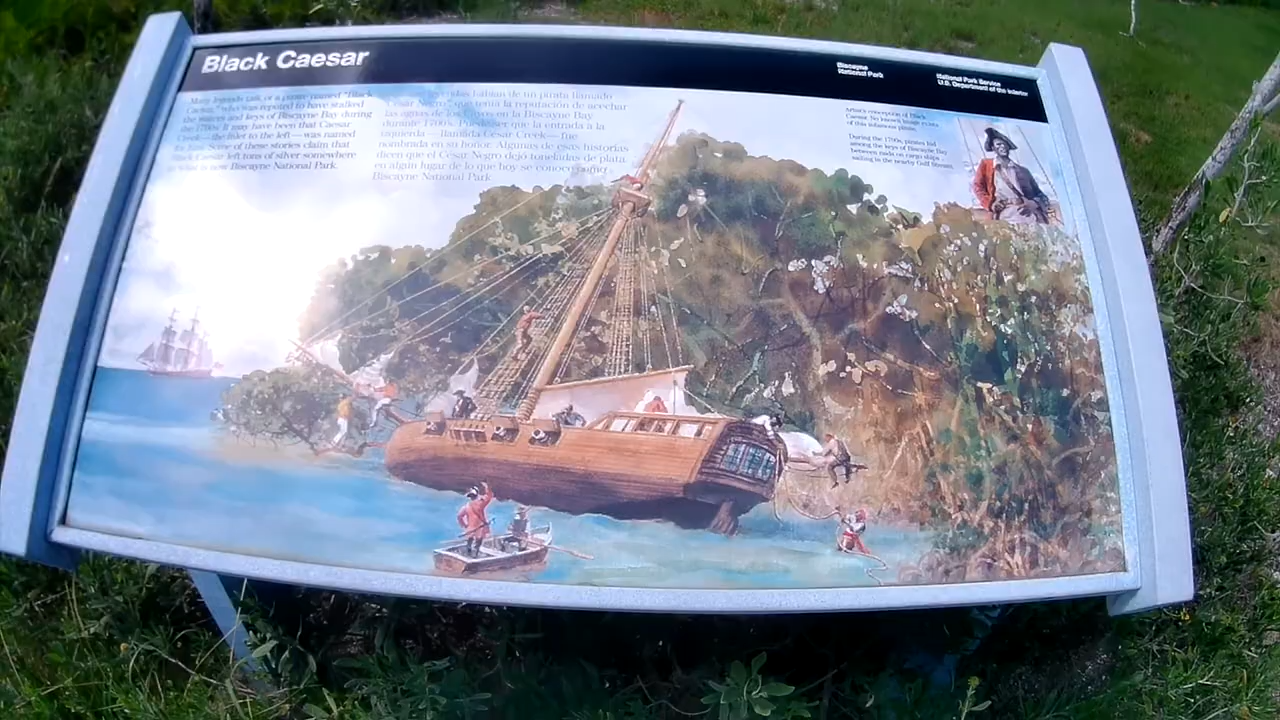 Black Caesar
Biscayne
National Park
National Park Service
U.S. Department of the Interior
Many legends talk of a pirate named "Black
Caesar," who was reputed to have stalked
the waters and keys of Biscayne Bay during
the 1700s. It may have been that Caesar
Creek—the inlet to the left—was named
for him. Some of these stories claim that
Black Caesar left tons of silver somewhere
in what is now Biscayne National Park.
leyendas hablan de un pirata llamado
"César Negro", que tenía la reputación de acechar
las aguas de los Cayos en la Biscayne Bay
durante 1700s. Puede ser que la entrada a la
izquierda—llamada Cesar Creek—fue
nombrada en su honor. Algunas de esas historias
dicen que el César Negro dejó toneladas de plata
en algún lugar de lo que hoy se conoce como
Biscayne National Park
Artist's conception of Black
Caesar. No known image exists
of this infamous pirate.
During the 1700s, pirates hid
among the keys of Biscayne Bay
between raids on cargo ships
sailing in the nearby Gulf Stream.